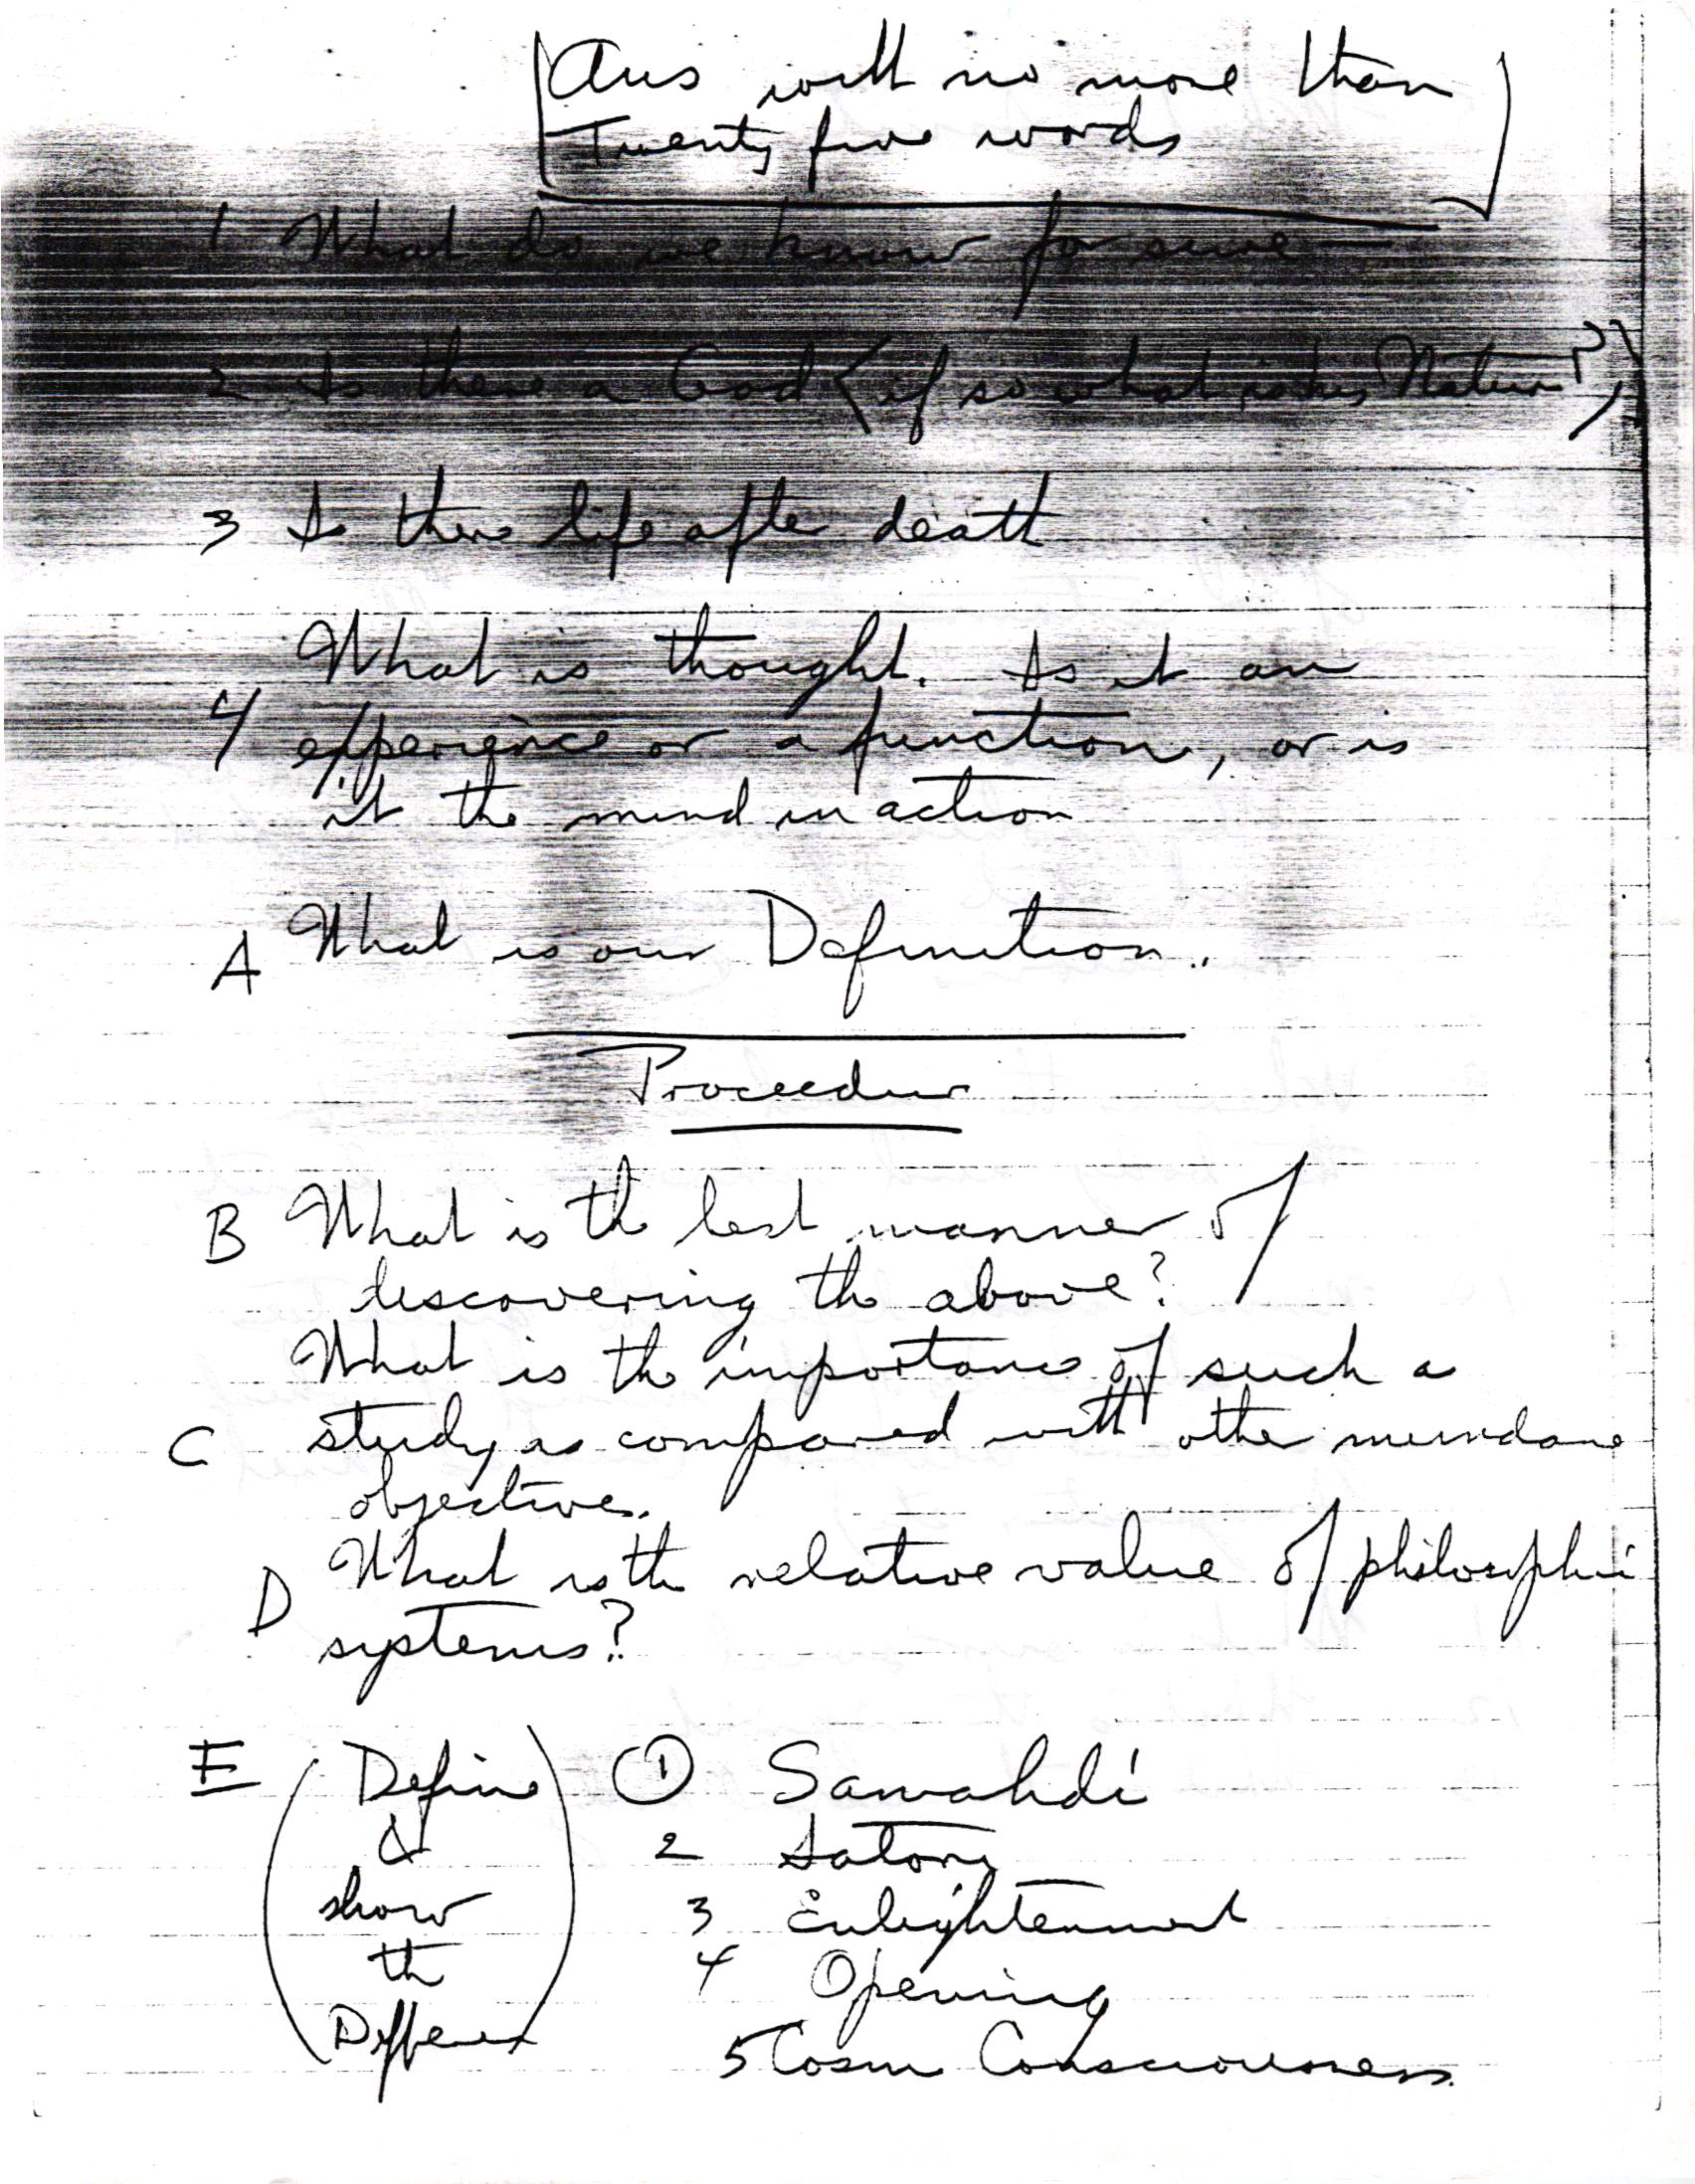 Ans with no more than
Twenty five words
1 What do we know for sure —
2 Is there a God (if so what is his Nature?)
3 Is there life after death
What is thought. Is it an
4 experience or a function, or is
it the mind in action
A What is our Definition..
Proceedur
B What is the best manner of
discovering the above?
What is the importance of such a
C study as compared with other mundane
objectives.
D What is the relative value of philosophic
systems?
E (Define & show the Differenc) ① Samahdi
2 Satori
3 Enlightenment
4 Opening
5 Cosmic Consciousness.